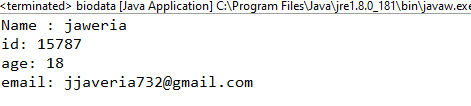 <terminated> biodata [Java Application] C:\Program Files\Java\jre1.8.0_181\bin\javaw.exe
Name : jaweria
id: 15787
age: 18
email: jjaveria732@gmail.com